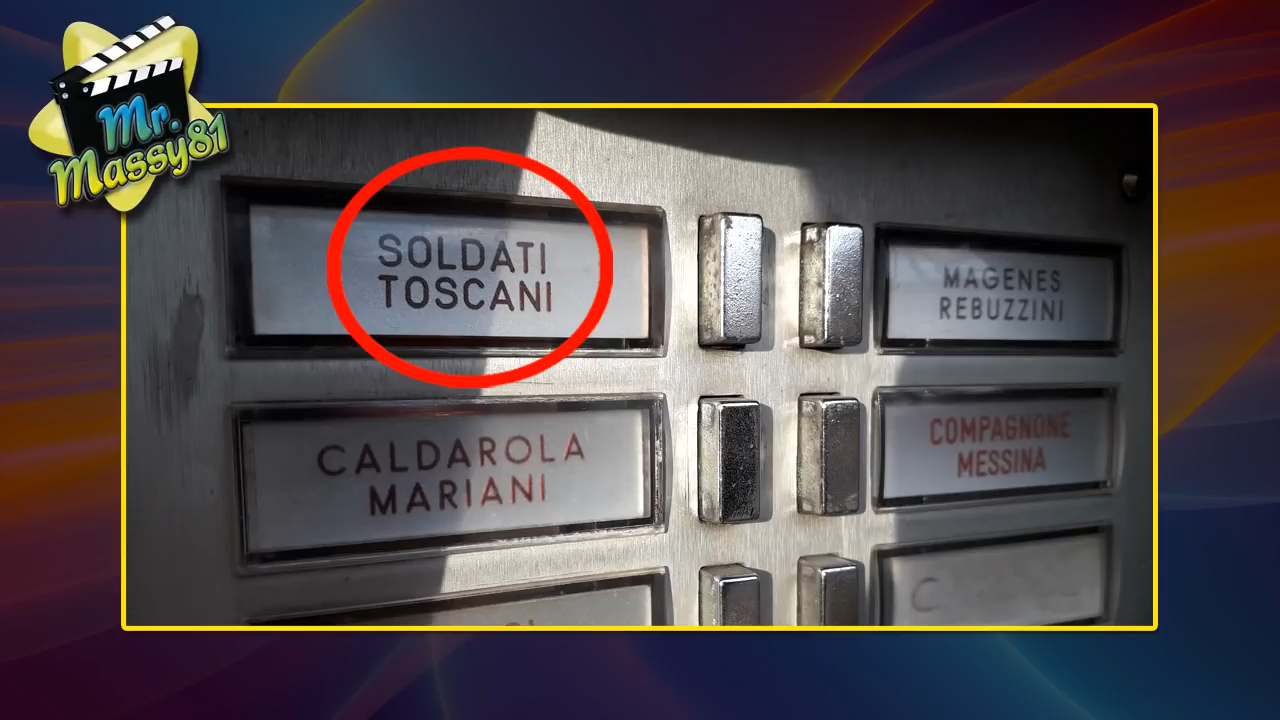 Mr.
Massy81
SOLDATI
TOSCANI
MAGENES
REBUZZINI
CALDAROLA
MARIANI
COMPAGNONE
MESSINA